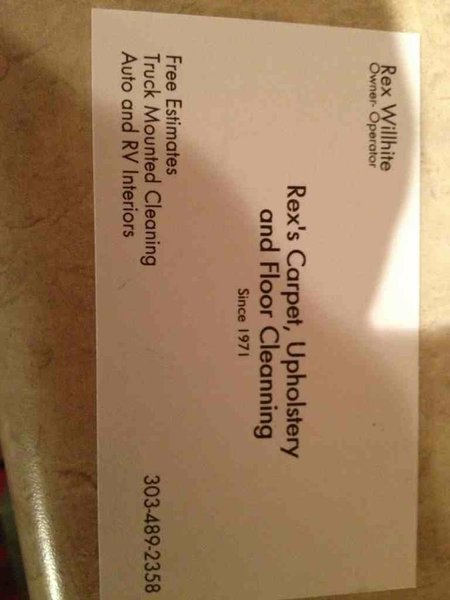 Rex Willhite
Owner- Operator
Rex's Carpet, Upholstery
and Floor Cleanning
Since 1971
Free Estimates
Truck Mounted Cleaning
Auto and RV Interiors
303-489-2358